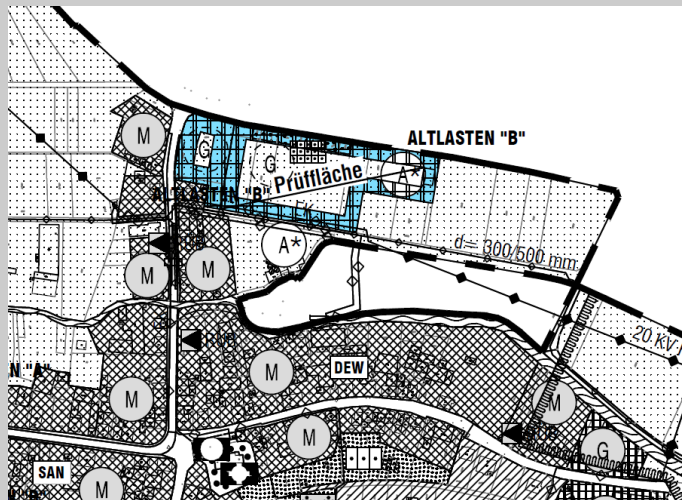 ALTLASTEN "B"
M
G
G
Prüffläche
A*
ALTLASTEN "B"
A*
d= 300/500 mm
M
M
20 KV
DEW
M
M
M
M
G
SAN
M